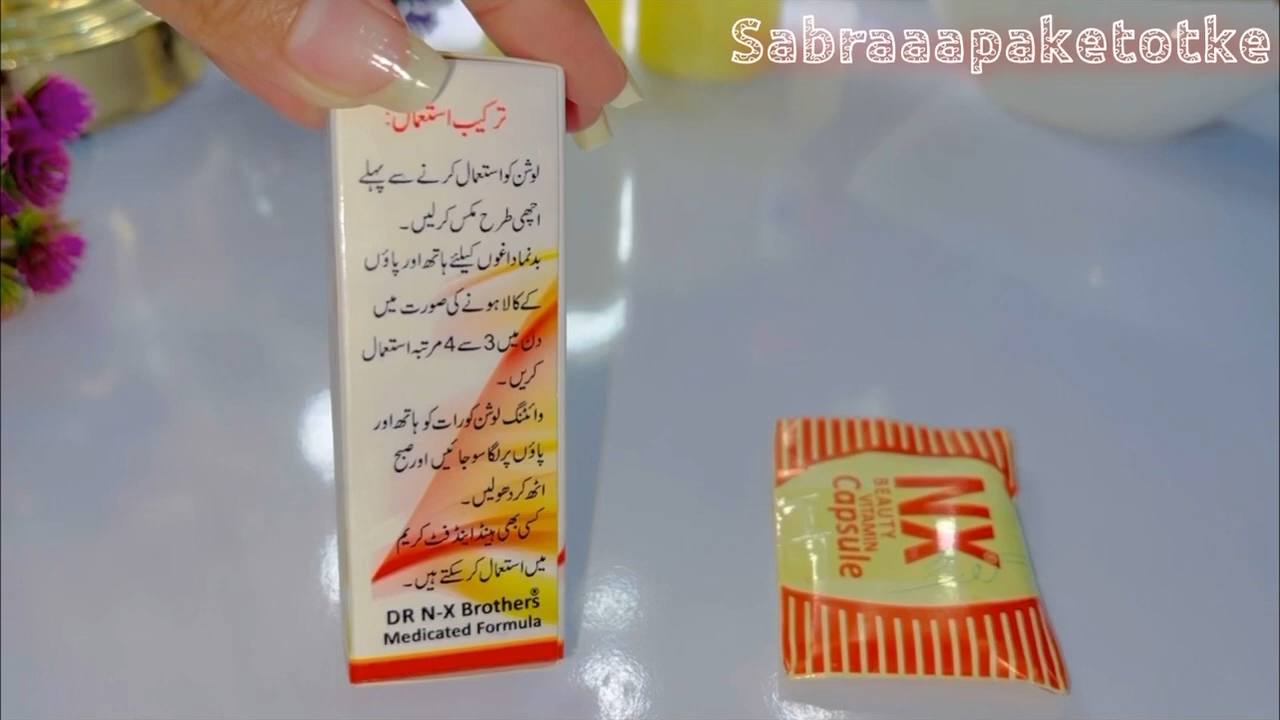 Sabraaapaketotke
ترکیب استعمال:
لوشن کو استعمال کرنے سے پہلے
اچھی طرح مکس کرلیں۔
بدنما داغوں کیلئے ہاتھ اور پاؤں
کے کالا ہونے کی صورت میں
دن میں 3 سے 4 مرتبہ استعمال
کریں۔
وائٹنگ لوشن کو رات کو ہاتھ اور
پاؤں پر لگا سو جائیں اور صبح
اٹھ کر دھولیں۔
کسی بھی ہینڈ اینڈ فٹ کریم
میں استعمال کر سکتے ہیں۔
DR N-X Brothers®
Medicated Formula
NX®
BEAUTY
VITAMIN
Capsule